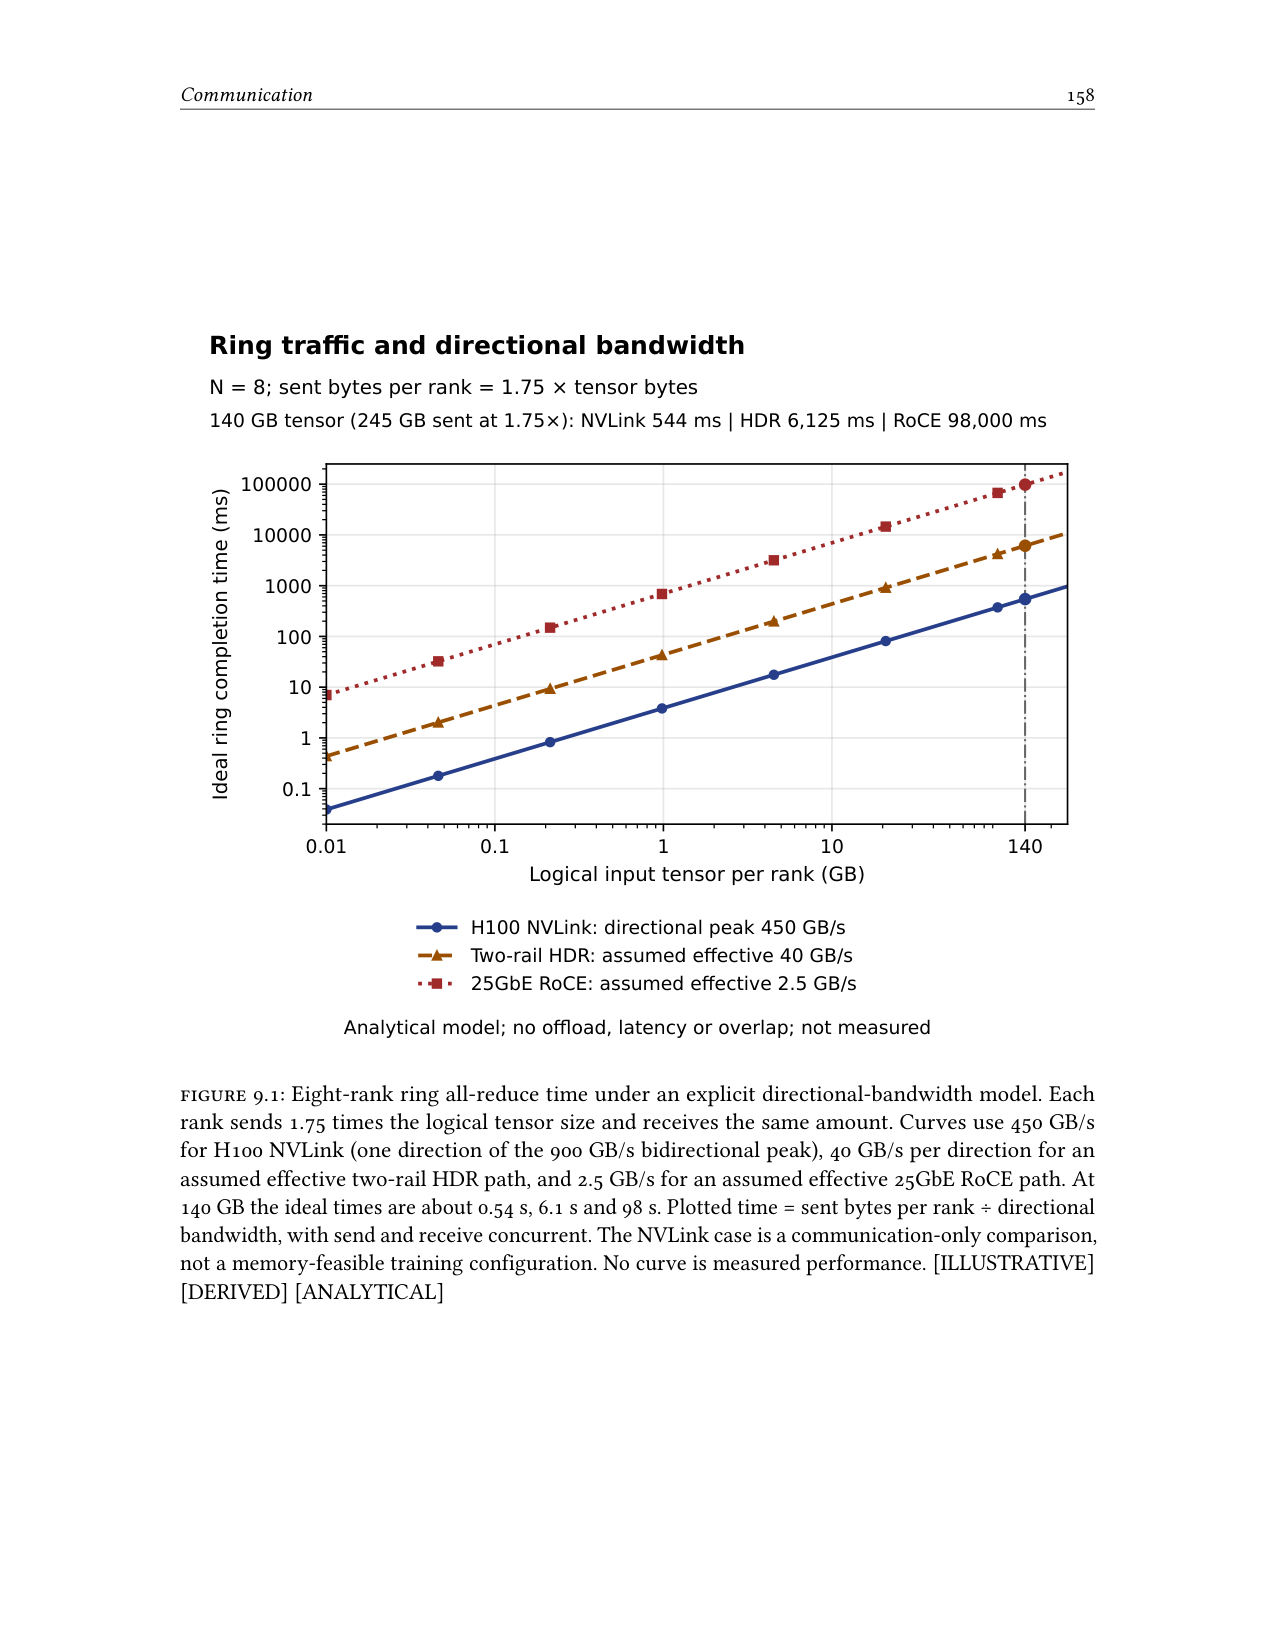 Communication 158
Ring traffic and directional bandwidth
N = 8; sent bytes per rank = 1.75 × tensor bytes
140 GB tensor (245 GB sent at 1.75×): NVLink 544 ms | HDR 6,125 ms | RoCE 98,000 ms
Ideal ring completion time (ms)
100000
10000
1000
100
10
1
0.1
0.01 0.1 1 10 140
Logical input tensor per rank (GB)
H100 NVLink: directional peak 450 GB/s
Two-rail HDR: assumed effective 40 GB/s
25GbE RoCE: assumed effective 2.5 GB/s
Analytical model; no offload, latency or overlap; not measured
FIGURE 9.1: Eight-rank ring all-reduce time under an explicit directional-bandwidth model. Each
rank sends 1.75 times the logical tensor size and receives the same amount. Curves use 450 GB/s
for H100 NVLink (one direction of the 900 GB/s bidirectional peak), 40 GB/s per direction for an
assumed effective two-rail HDR path, and 2.5 GB/s for an assumed effective 25GbE RoCE path. At
140 GB the ideal times are about 0.54 s, 6.1 s and 98 s. Plotted time = sent bytes per rank ÷ directional
bandwidth, with send and receive concurrent. The NVLink case is a communication-only comparison,
not a memory-feasible training configuration. No curve is measured performance. [ILLUSTRATIVE]
[DERIVED] [ANALYTICAL]